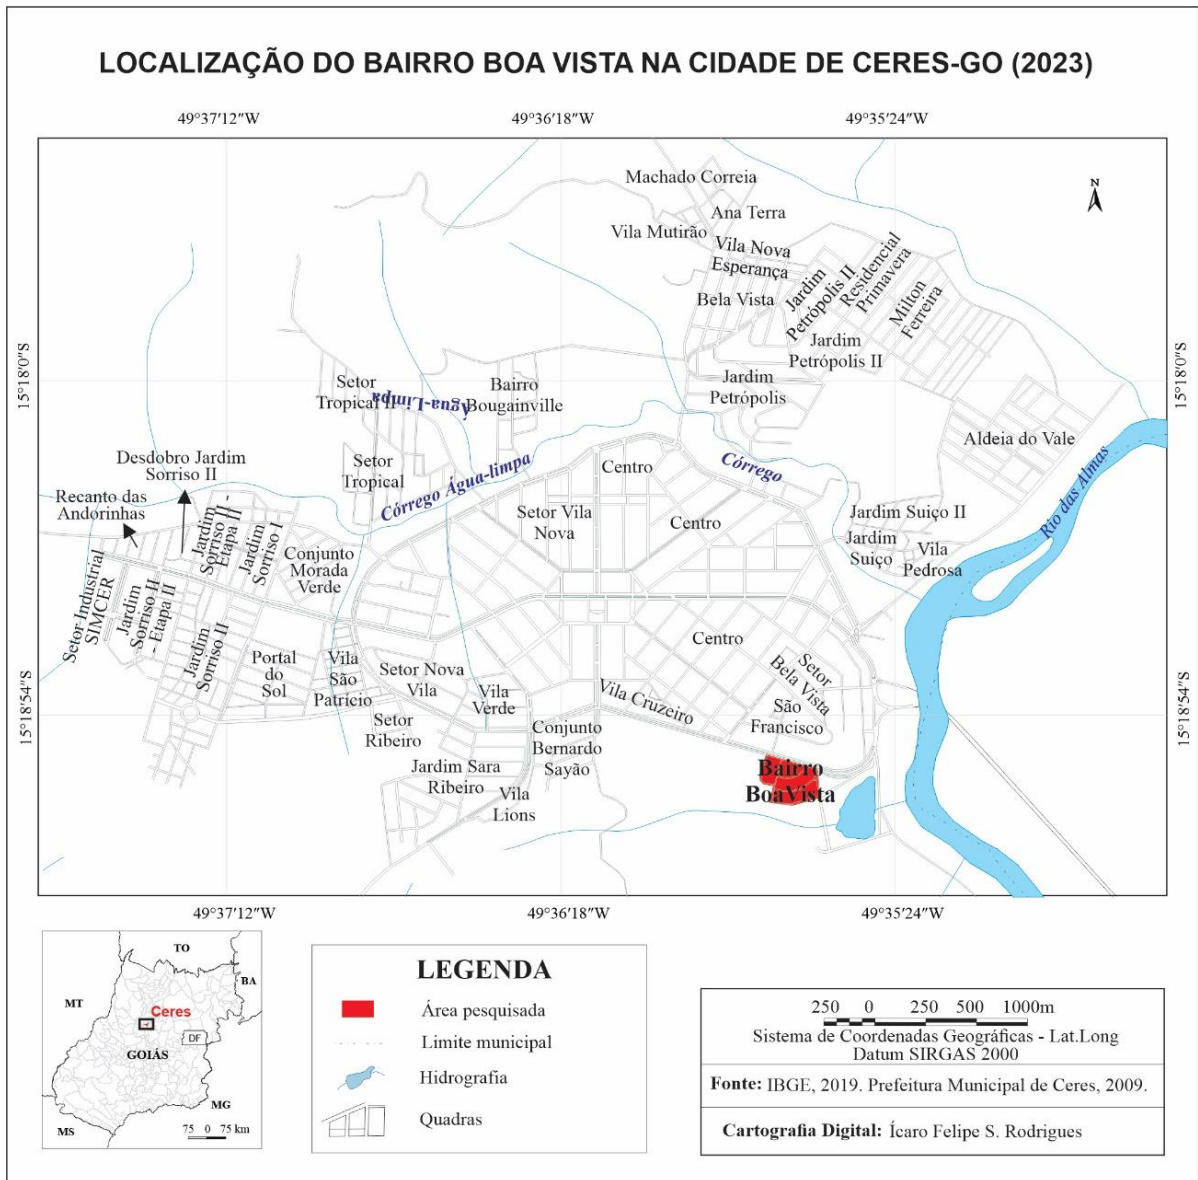 LOCALIZAÇÃO DO BAIRRO BOA VISTA NA CIDADE DE CERES-GO (2023)
49°37'12"W
49°36'18"W
49°35'24"W
N
Machado Correia
Ana Terra
Vila Mutirão
Vila Nova
Esperança
Bela Vista
Jardim
Petrópolis II
Residencial
Primavera
Milton
Ferreira
Jardim
Petrópolis II
Jardim
Petrópolis
15°18'0"S
15°18'0"S
Setor
Tropical II
Água-Limpa
Bairro
Bougainville
Aldeia do Vale
Rio das Almas
Desdobro Jardim
Sorriso II
Recanto das
Andorinhas
Setor
Tropical
Córrego Água-limpa
Centro
Córrego
Setor Vila
Nova
Centro
Jardim Suiço II
Jardim
Suiço
Vila
Pedrosa
Jardim
Sorriso II -
Etapa III
Jardim
Sorriso I
Conjunto
Morada
Verde
Setor Industrial
SIMCER
Jardim
Sorriso II
- Etapa II
Jardim
Sorriso II
Portal
do
Sol
Vila
São
Patrício
Setor Nova
Vila
Vila
Verde
Setor
Ribeiro
Centro
Setor
Bela Vista
São
Francisco
Vila Cruzeiro
Conjunto
Bernardo
Sayão
Jardim Sara
Ribeiro
Vila
Lions
Bairro
BoaVista
15°18'54"S
15°18'54"S
49°37'12"W
49°36'18"W
49°35'24"W
TO
BA
MT
Ceres
DF
GOIÁS
MG
MS
75 0 75 km
LEGENDA
Área pesquisada
Limite municipal
Hidrografia
Quadras
250 0 250 500 1000m
Sistema de Coordenadas Geográficas - Lat.Long
Datum SIRGAS 2000
Fonte: IBGE, 2019. Prefeitura Municipal de Ceres, 2009.
Cartografia Digital: Ícaro Felipe S. Rodrigues